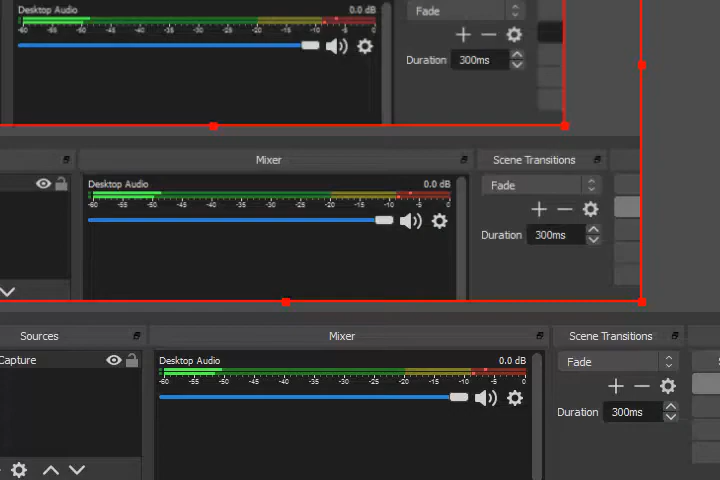 Desktop Audio 0.0 dB Fade
-60 -55 -50 -45 -40 -35 -30 -25 -20 -15 -10 -5 0
Duration 300ms
Mixer Scene Transitions
Desktop Audio 0.0 dB Fade
-60 -55 -50 -45 -40 -35 -30 -25 -20 -15 -10 -5 0
Duration 300ms
Sources Mixer Scene Transitions
Capture Desktop Audio 0.0 dB Fade
-60 -55 -50 -45 -40 -35 -30 -25 -20 -15 -10 -5 0
Duration 300ms